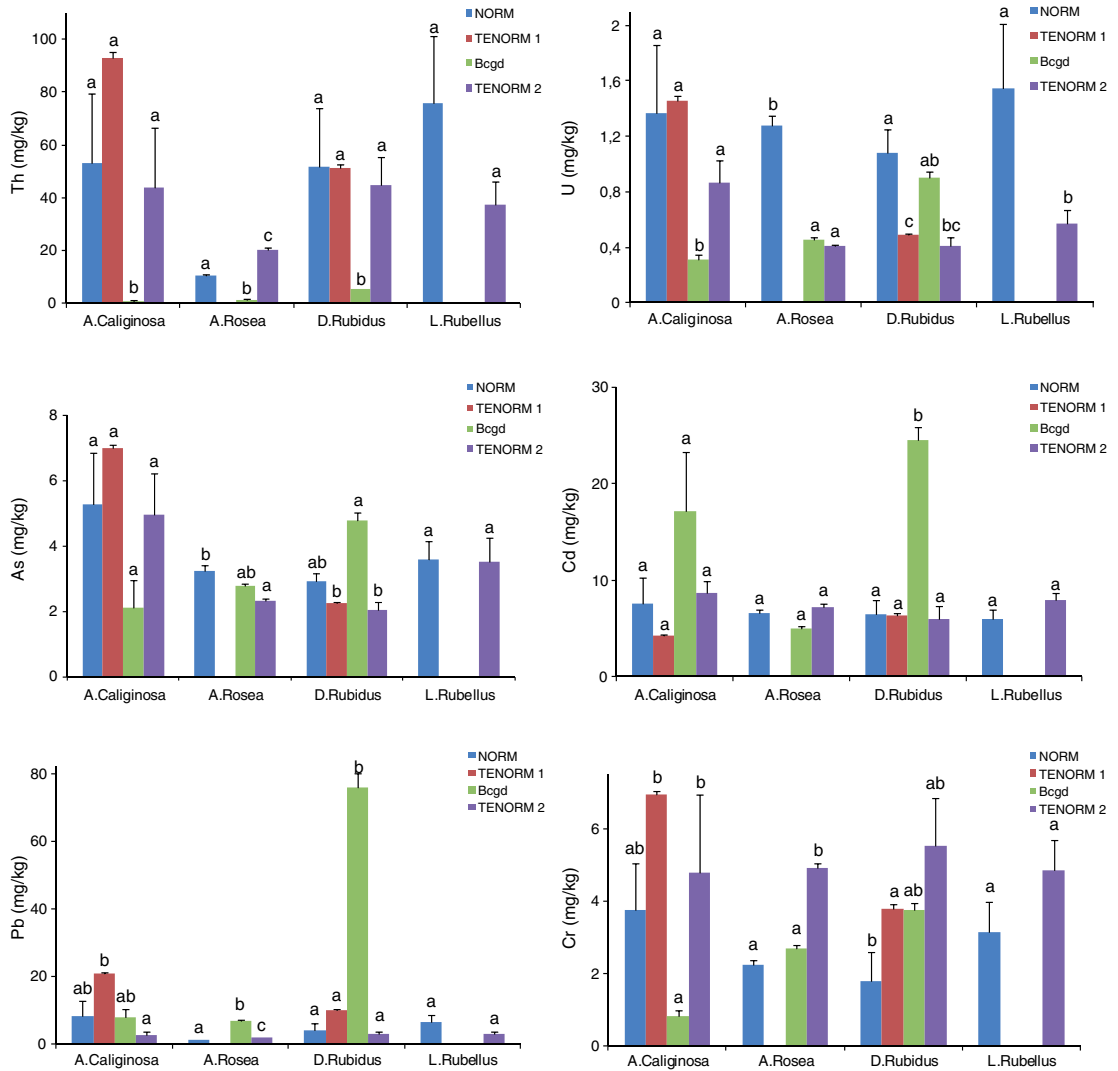 NORM
TENORM 1
Bcgd
TENORM 2
Th (mg/kg)
100
80
60
40
20
0
a a b a
a b c
a a b a
a a
A.Caliginosa A.Rosea D.Rubidus L.Rubellus
NORM
TENORM 1
Bcgd
TENORM 2
U (mg/kg)
2
1,6
1,2
0,8
0,4
0
a a b a
b a a
a c ab bc
a b
A.Caliginosa A.Rosea D.Rubidus L.Rubellus
NORM
TENORM 1
Bcgd
TENORM 2
As (mg/kg)
8
6
4
2
0
a a a a
b ab a
ab b a b
a a
A.Caliginosa A.Rosea D.Rubidus L.Rubellus
NORM
TENORM 1
Bcgd
TENORM 2
Cd (mg/kg)
30
20
10
0
a a a a
a a a
a a b a
a a
A.Caliginosa A.Rosea D.Rubidus L.Rubellus
NORM
TENORM 1
Bcgd
TENORM 2
Pb (mg/kg)
80
60
40
20
0
ab b ab a
a b c
a a b a
a a
A.Caliginosa A.Rosea D.Rubidus L.Rubellus
NORM
TENORM 1
Bcgd
TENORM 2
Cr (mg/kg)
6
4
2
0
ab b a b
a a b
b a ab ab
a a
A.Caliginosa A.Rosea D.Rubidus L.Rubellus